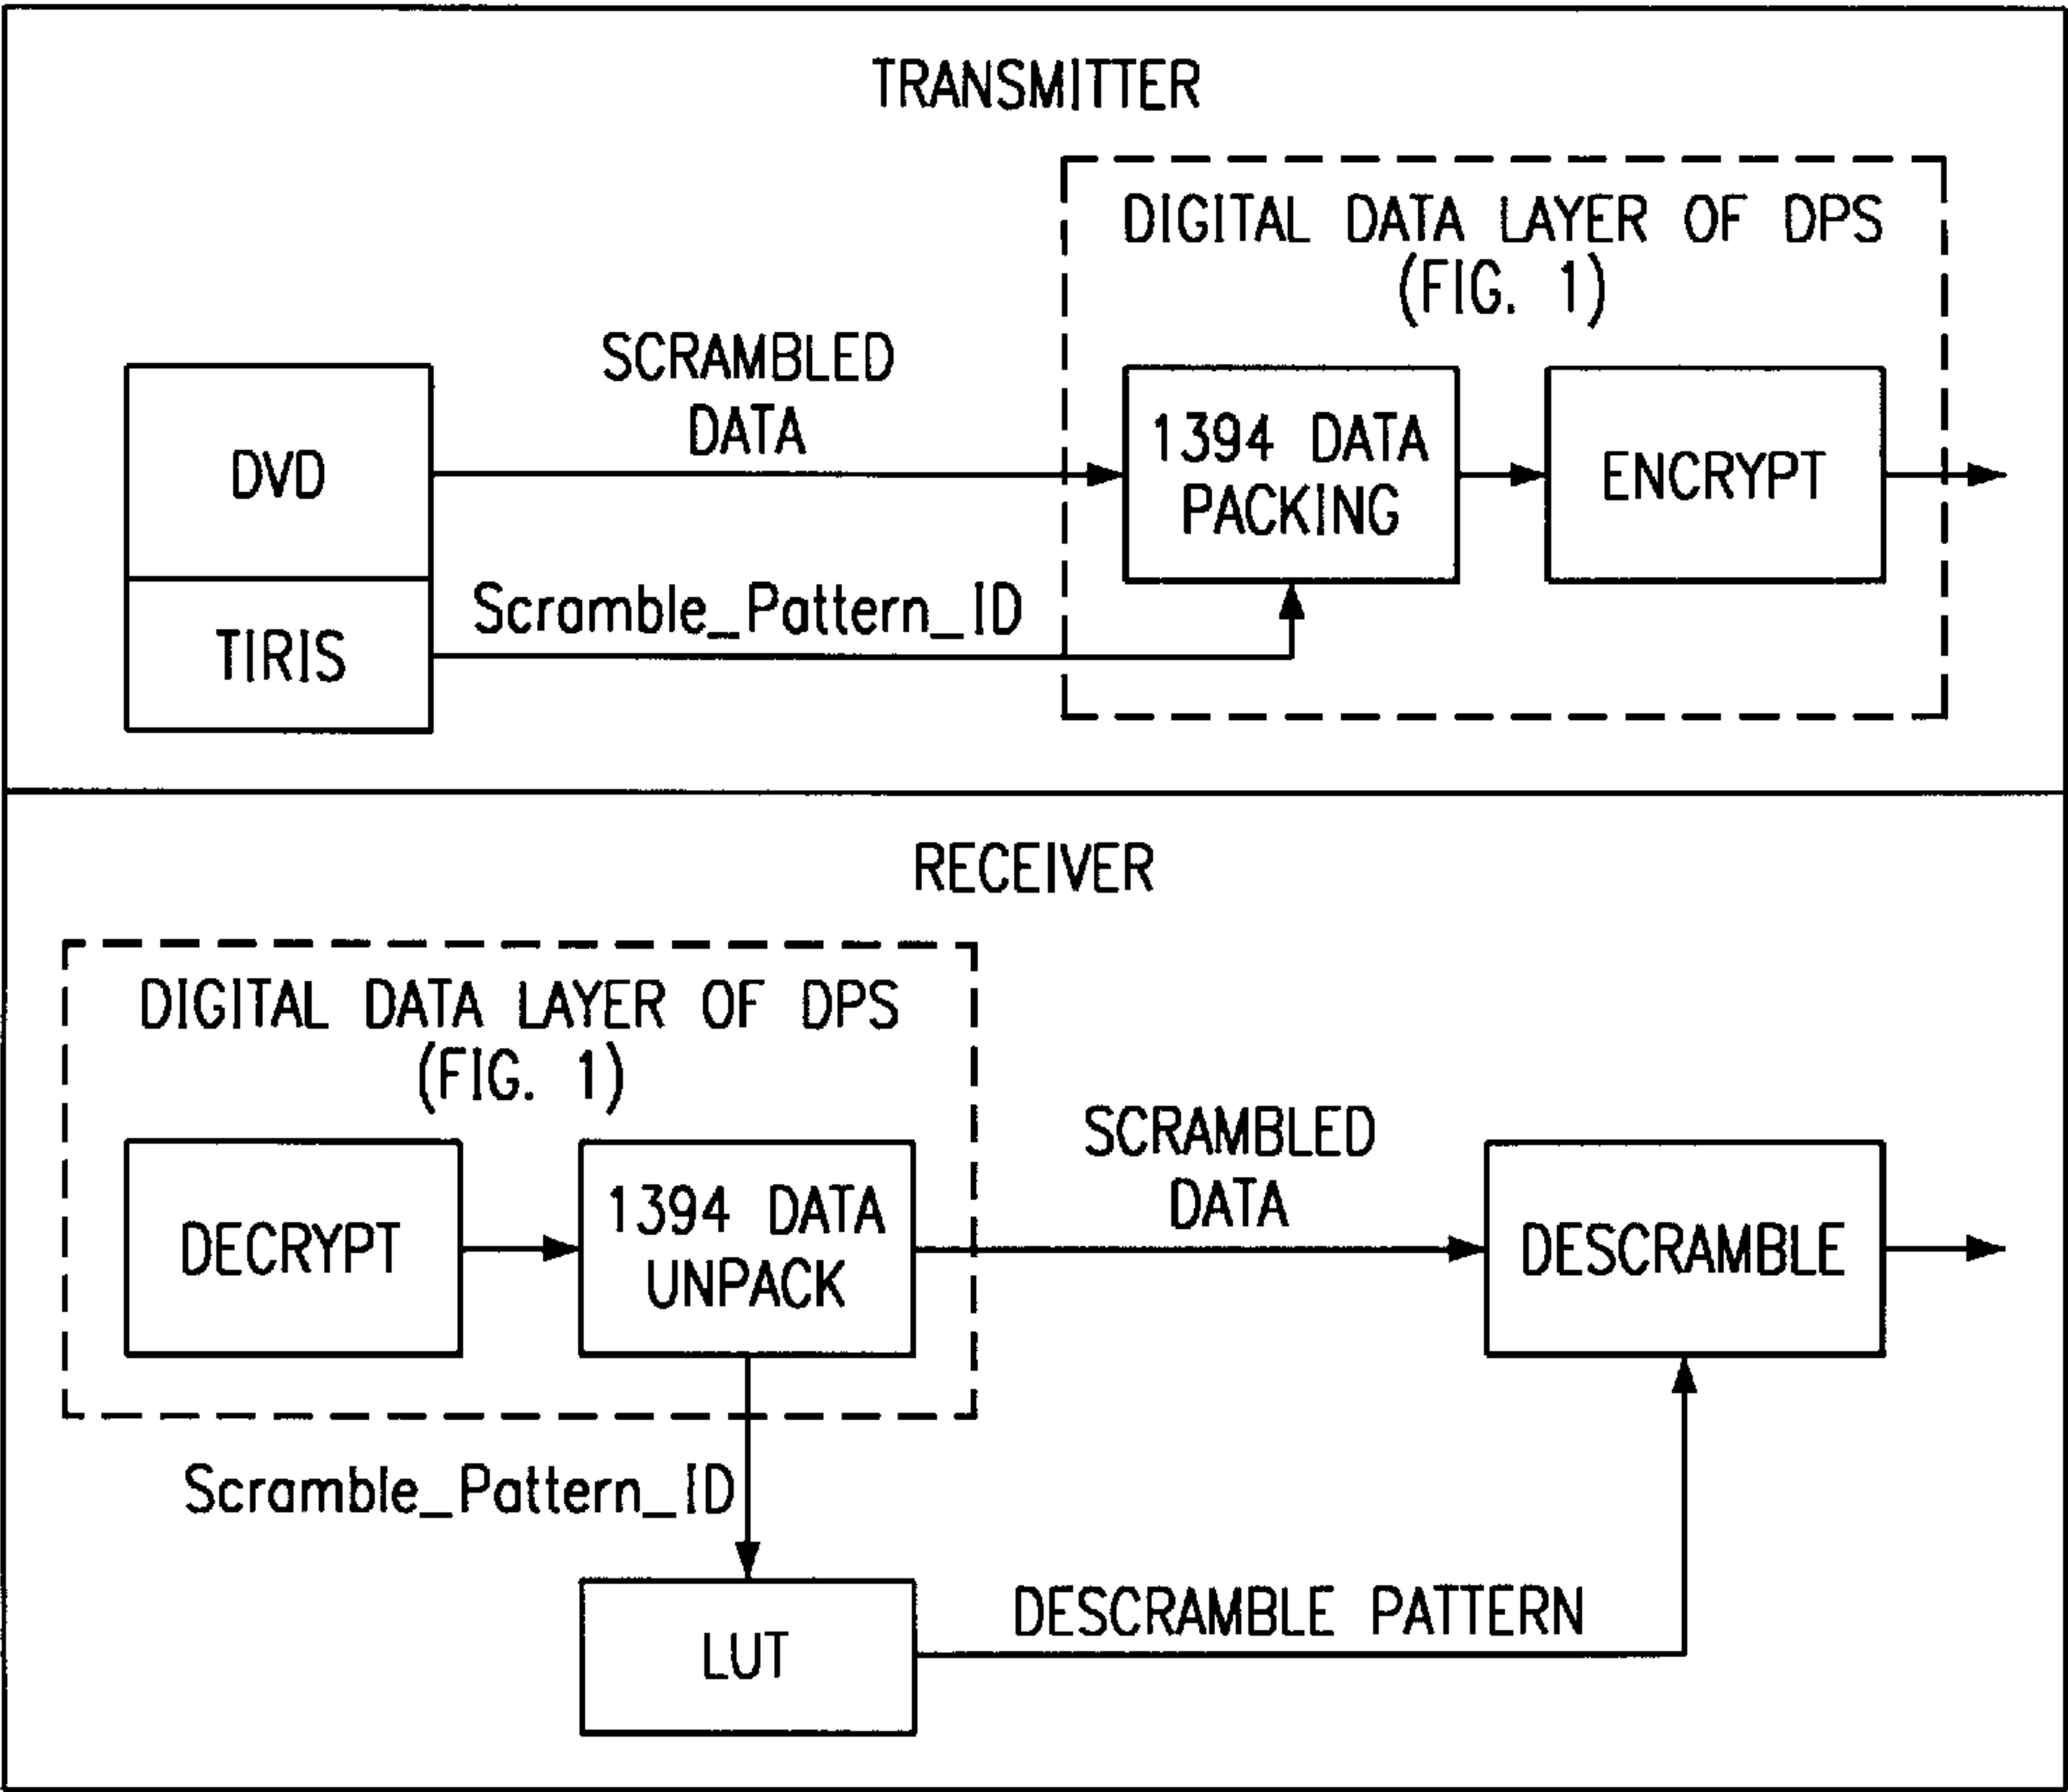 TRANSMITTER
DIGITAL DATA LAYER OF DPS
(FIG. 1)
SCRAMBLED
DATA
DVD
1394 DATA
PACKING
ENCRYPT
Scramble_Pattern_ID
TIRIS
RECEIVER
DIGITAL DATA LAYER OF DPS
(FIG. 1)
SCRAMBLED
DATA
DECRYPT
1394 DATA
UNPACK
DESCRAMBLE
Scramble_Pattern_ID
DESCRAMBLE PATTERN
LUT